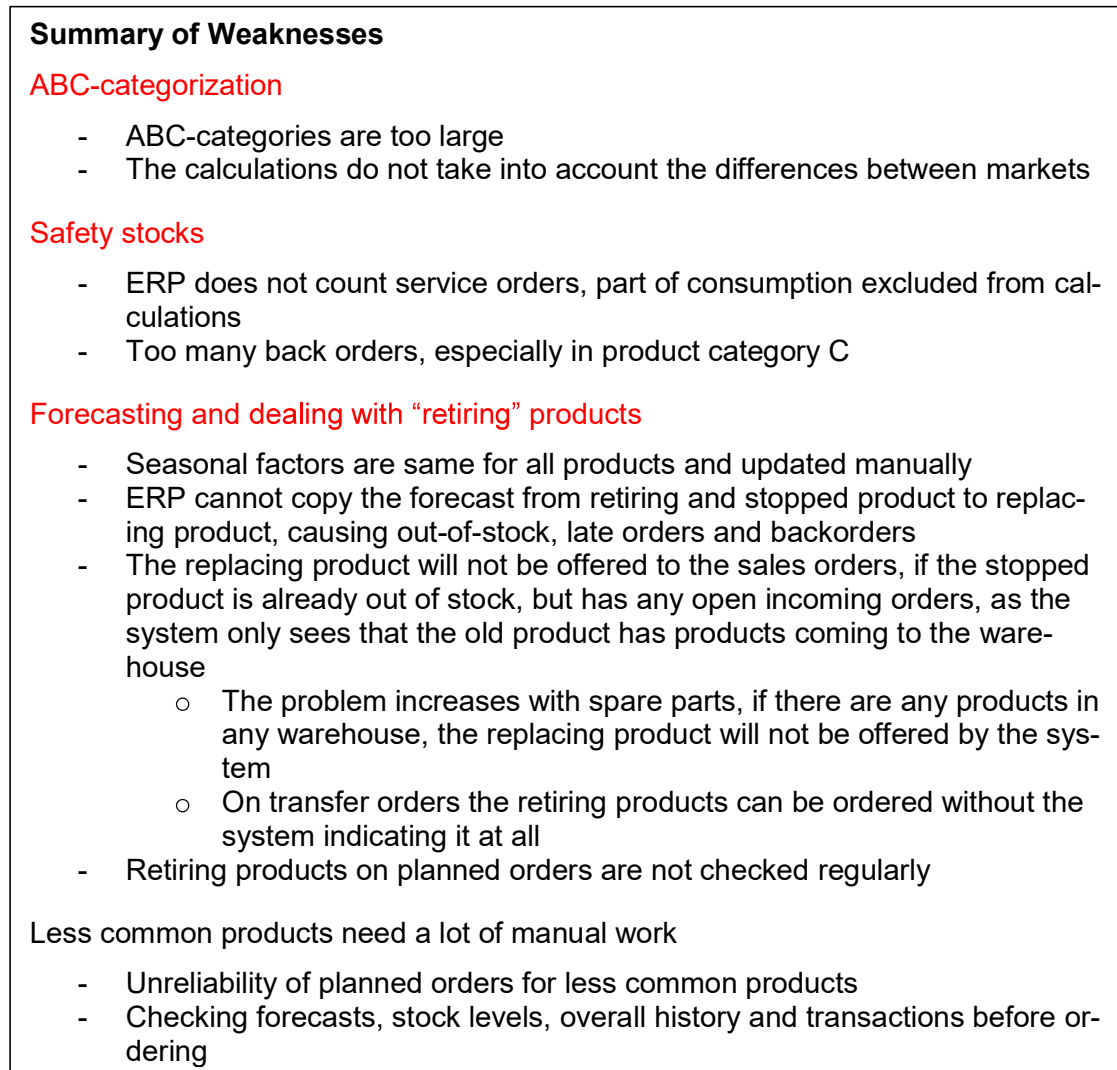 Summary of Weaknesses
ABC-categorization
- ABC-categories are too large
- The calculations do not take into account the differences between markets
Safety stocks
- ERP does not count service orders, part of consumption excluded from cal-
culations
- Too many back orders, especially in product category C
Forecasting and dealing with “retiring” products
- Seasonal factors are same for all products and updated manually
- ERP cannot copy the forecast from retiring and stopped product to replac-
ing product, causing out-of-stock, late orders and backorders
- The replacing product will not be offered to the sales orders, if the stopped
product is already out of stock, but has any open incoming orders, as the
system only sees that the old product has products coming to the ware-
house
o The problem increases with spare parts, if there are any products in
any warehouse, the replacing product will not be offered by the sys-
tem
o On transfer orders the retiring products can be ordered without the
system indicating it at all
- Retiring products on planned orders are not checked regularly
Less common products need a lot of manual work
- Unreliability of planned orders for less common products
- Checking forecasts, stock levels, overall history and transactions before or-
dering